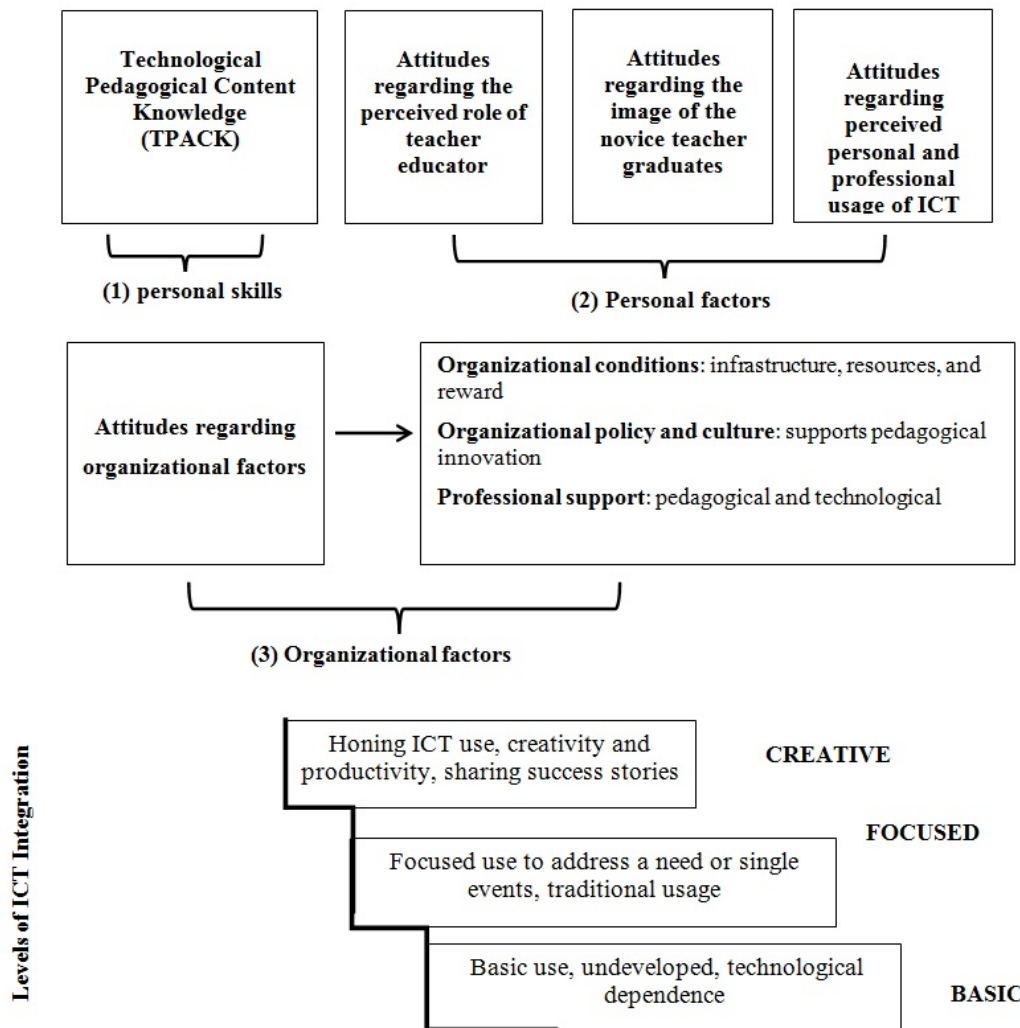 Technological
Pedagogical Content
Knowledge
(TPACK)
Attitudes
regarding the
perceived role of
teacher
educator
Attitudes
regarding the
image of the
novice teacher
graduates
Attitudes
regarding
perceived
personal and
professional
usage of ICT
(1) personal skills
(2) Personal factors
Attitudes regarding
organizational factors
Organizational conditions: infrastructure, resources, and
reward
Organizational policy and culture: supports pedagogical
innovation
Professional support: pedagogical and technological
(3) Organizational factors
Levels of ICT Integration
Honing ICT use, creativity and
productivity, sharing success stories
CREATIVE
FOCUSED
Focused use to address a need or single
events, traditional usage
Basic use, undeveloped, technological
dependence
BASIC